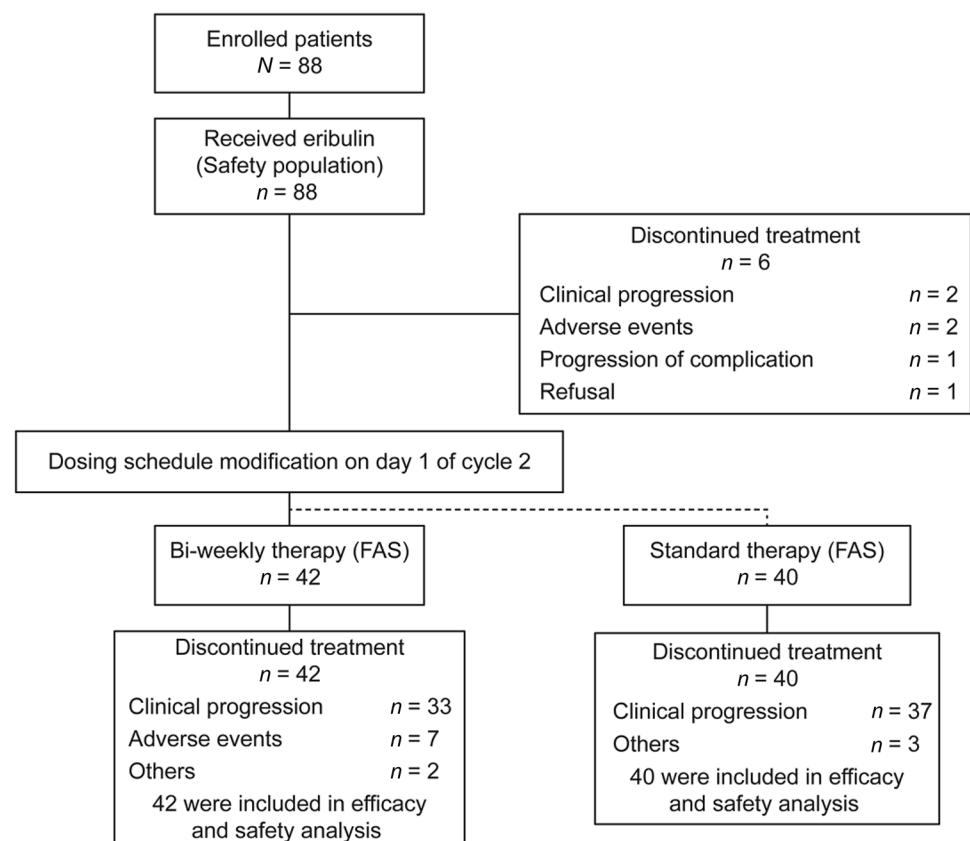 Enrolled patients
N = 88
Received eribulin
(Safety population)
n = 88
Discontinued treatment
n = 6
Clinical progression n = 2
Adverse events n = 2
Progression of complication n = 1
Refusal n = 1
Dosing schedule modification on day 1 of cycle 2
Bi-weekly therapy (FAS)
n = 42
Standard therapy (FAS)
n = 40
Discontinued treatment
n = 42
Clinical progression n = 33
Adverse events n = 7
Others n = 2
42 were included in efficacy
and safety analysis
Discontinued treatment
n = 40
Clinical progression n = 37
Others n = 3
40 were included in efficacy
and safety analysis